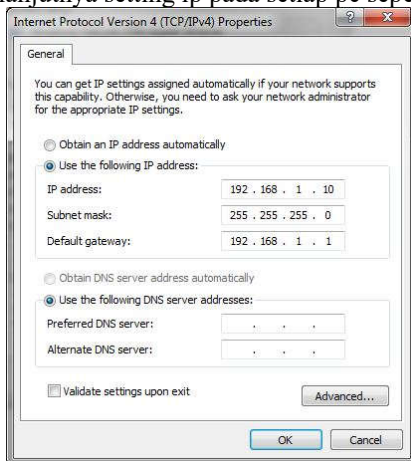 Internet Protocol Version 4 (TCP/IPv4) Properties
General
You can get IP settings assigned automatically if your network supports
this capability. Otherwise, you need to ask your network administrator
for the appropriate IP settings.
Obtain an IP address automatically
Use the following IP address:
IP address: 192 . 168 . 1 . 10
Subnet mask: 255 . 255 . 255 . 0
Default gateway: 192 . 168 . 1 . 1
Obtain DNS server address automatically
Use the following DNS server addresses:
Preferred DNS server: . . .
Alternate DNS server: . . .
Validate settings upon exit
Advanced...
OK Cancel